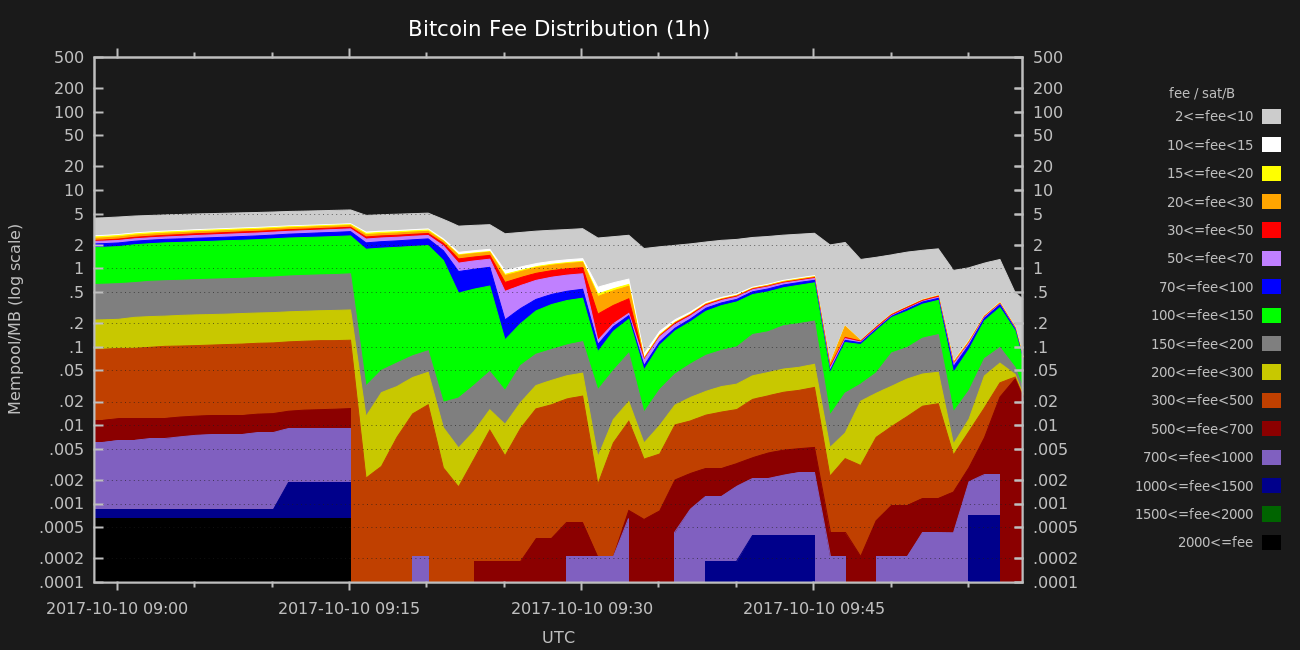 Bitcoin Fee Distribution (1h)
Mempool/MB (log scale)
500
200
100
50
20
10
5
2
1
.5
.2
.1
.05
.02
.01
.005
.002
.001
.0005
.0002
.0001
500
200
100
50
20
10
5
2
1
.5
.2
.1
.05
.02
.01
.005
.002
.001
.0005
.0002
.0001
2017-10-10 09:00
2017-10-10 09:15
2017-10-10 09:30
2017-10-10 09:45
UTC
fee / sat/B
2<=fee<10
10<=fee<15
15<=fee<20
20<=fee<30
30<=fee<50
50<=fee<70
70<=fee<100
100<=fee<150
150<=fee<200
200<=fee<300
300<=fee<500
500<=fee<700
700<=fee<1000
1000<=fee<1500
1500<=fee<2000
2000<=fee